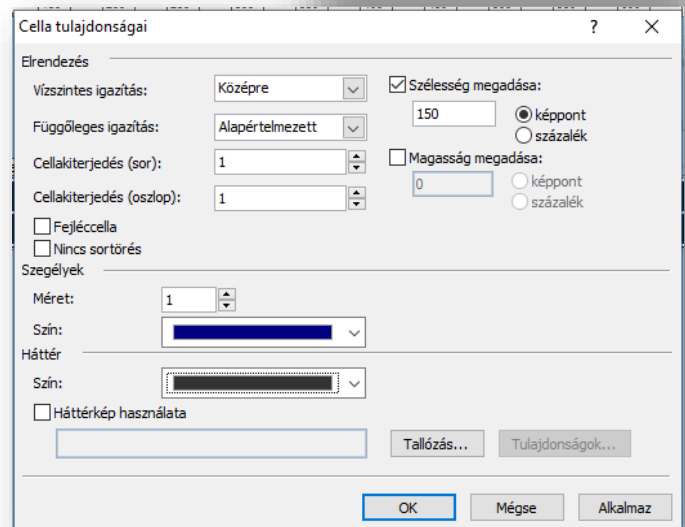 Cella tulajdonságai ? X
Elrendezés
Vízszintes igazítás: Középre
Szélesség megadása:
150 képpont
százalék
Függőleges igazítás: Alapértelmezett
Magasság megadása:
Cellakiterjedés (sor): 1
0 képpont
százalék
Cellakiterjedés (oszlop): 1
Fejléccella
Nincs sortörés
Szegélyek
Méret: 1
Szín:
Háttér
Szín:
Háttérkép használata
Tallózás... Tulajdonságok...
OK Mégse Alkalmaz